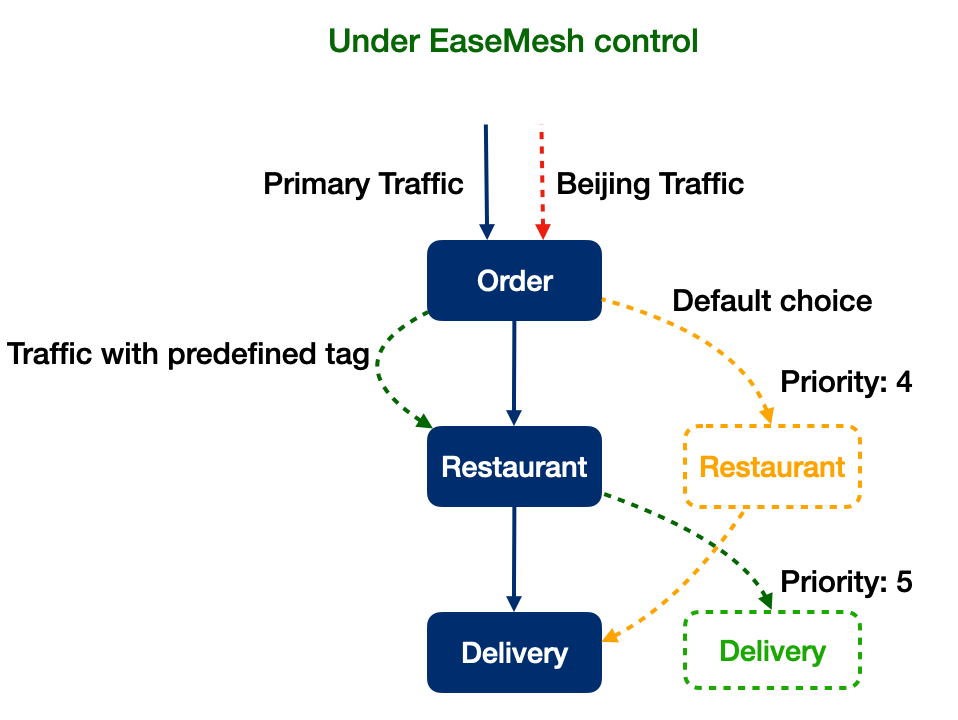 Under EaseMesh control
Primary Traffic
Beijing Traffic
Order
Default choice
Traffic with predefined tag
Priority: 4
Restaurant
Restaurant
Priority: 5
Delivery
Delivery